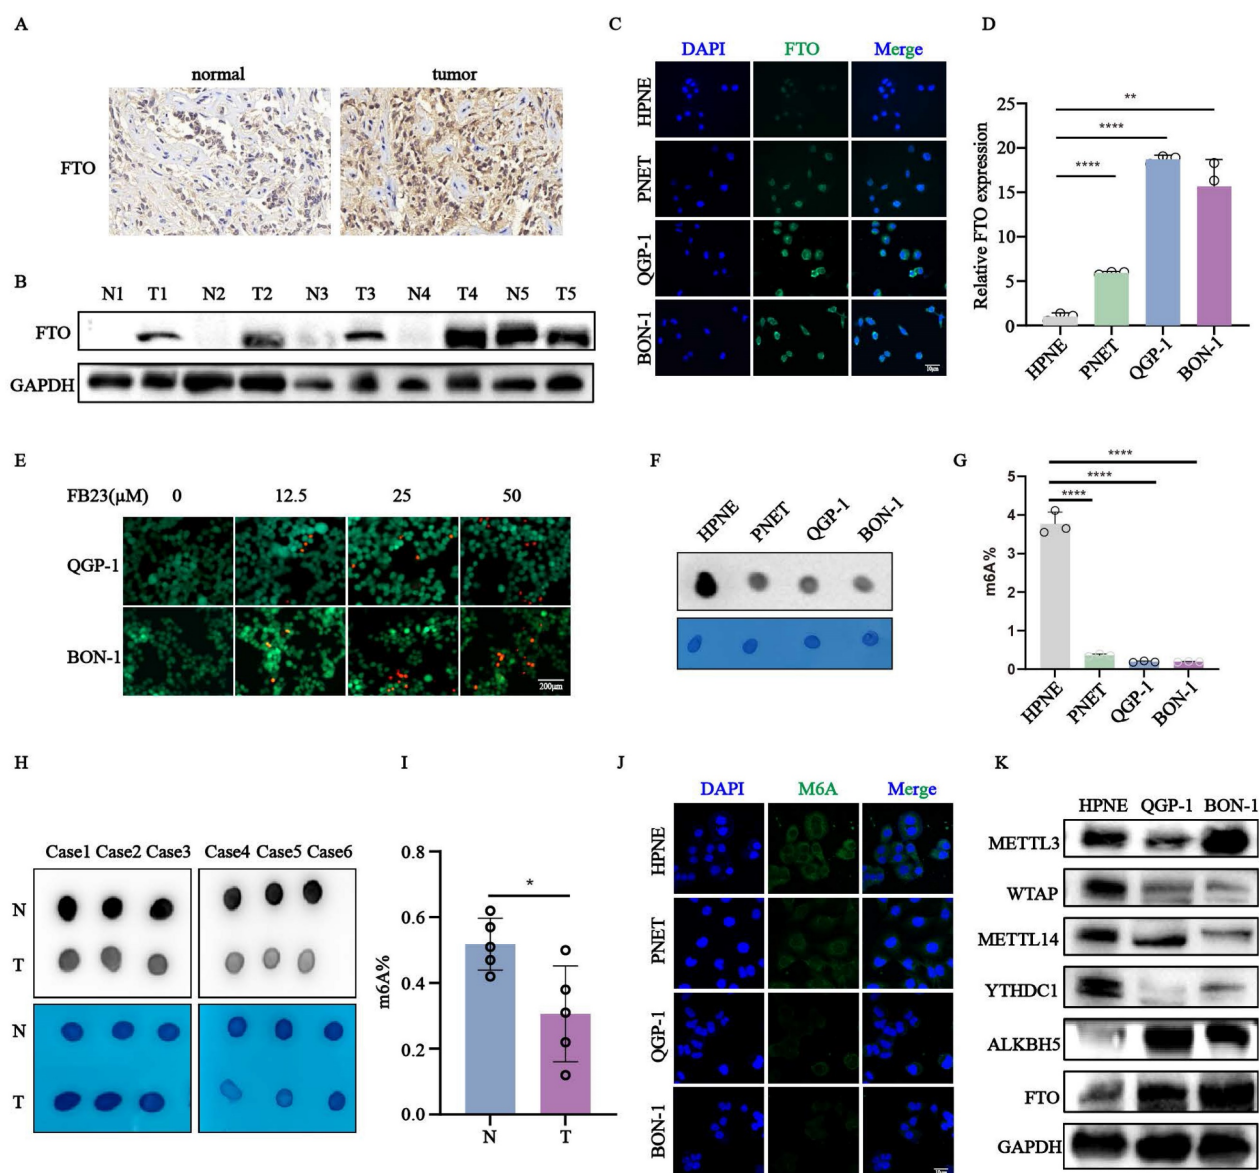 A
normal tumor
FTO
B
N1 T1 N2 T2 N3 T3 N4 T4 N5 T5
FTO
GAPDH
C
DAPI FTO Merge
HPNE
PNET
QGP-1
BON-1
10μm
D
Relative FTO expression
25
20
15
10
5
0
**
****
****
HPNE PNET QGP-1 BON-1
E
FB23(μM) 0 12.5 25 50
QGP-1
BON-1
200μm
F
HPNE PNET QGP-1 BON-1
G
m6A%
5
4
3
2
1
0
****
****
****
HPNE PNET QGP-1 BON-1
H
Case1 Case2 Case3 Case4 Case5 Case6
N
T
N
T
I
m6A%
0.8
0.6
0.4
0.2
0.0
*
N T
J
DAPI M6A Merge
HPNE
PNET
QGP-1
BON-1
K
HPNE QGP-1 BON-1
METTL3
WTAP
METTL14
YTHDC1
ALKBH5
FTO
GAPDH